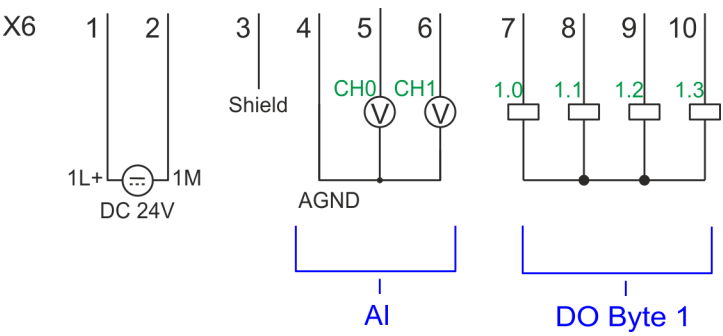 X6 1 2 3 4 5 6 7 8 9 10
CH0 CH1 1.0 1.1 1.2 1.3
Shield
V V
1L+ 1M
DC 24V
AGND
AI DO Byte 1